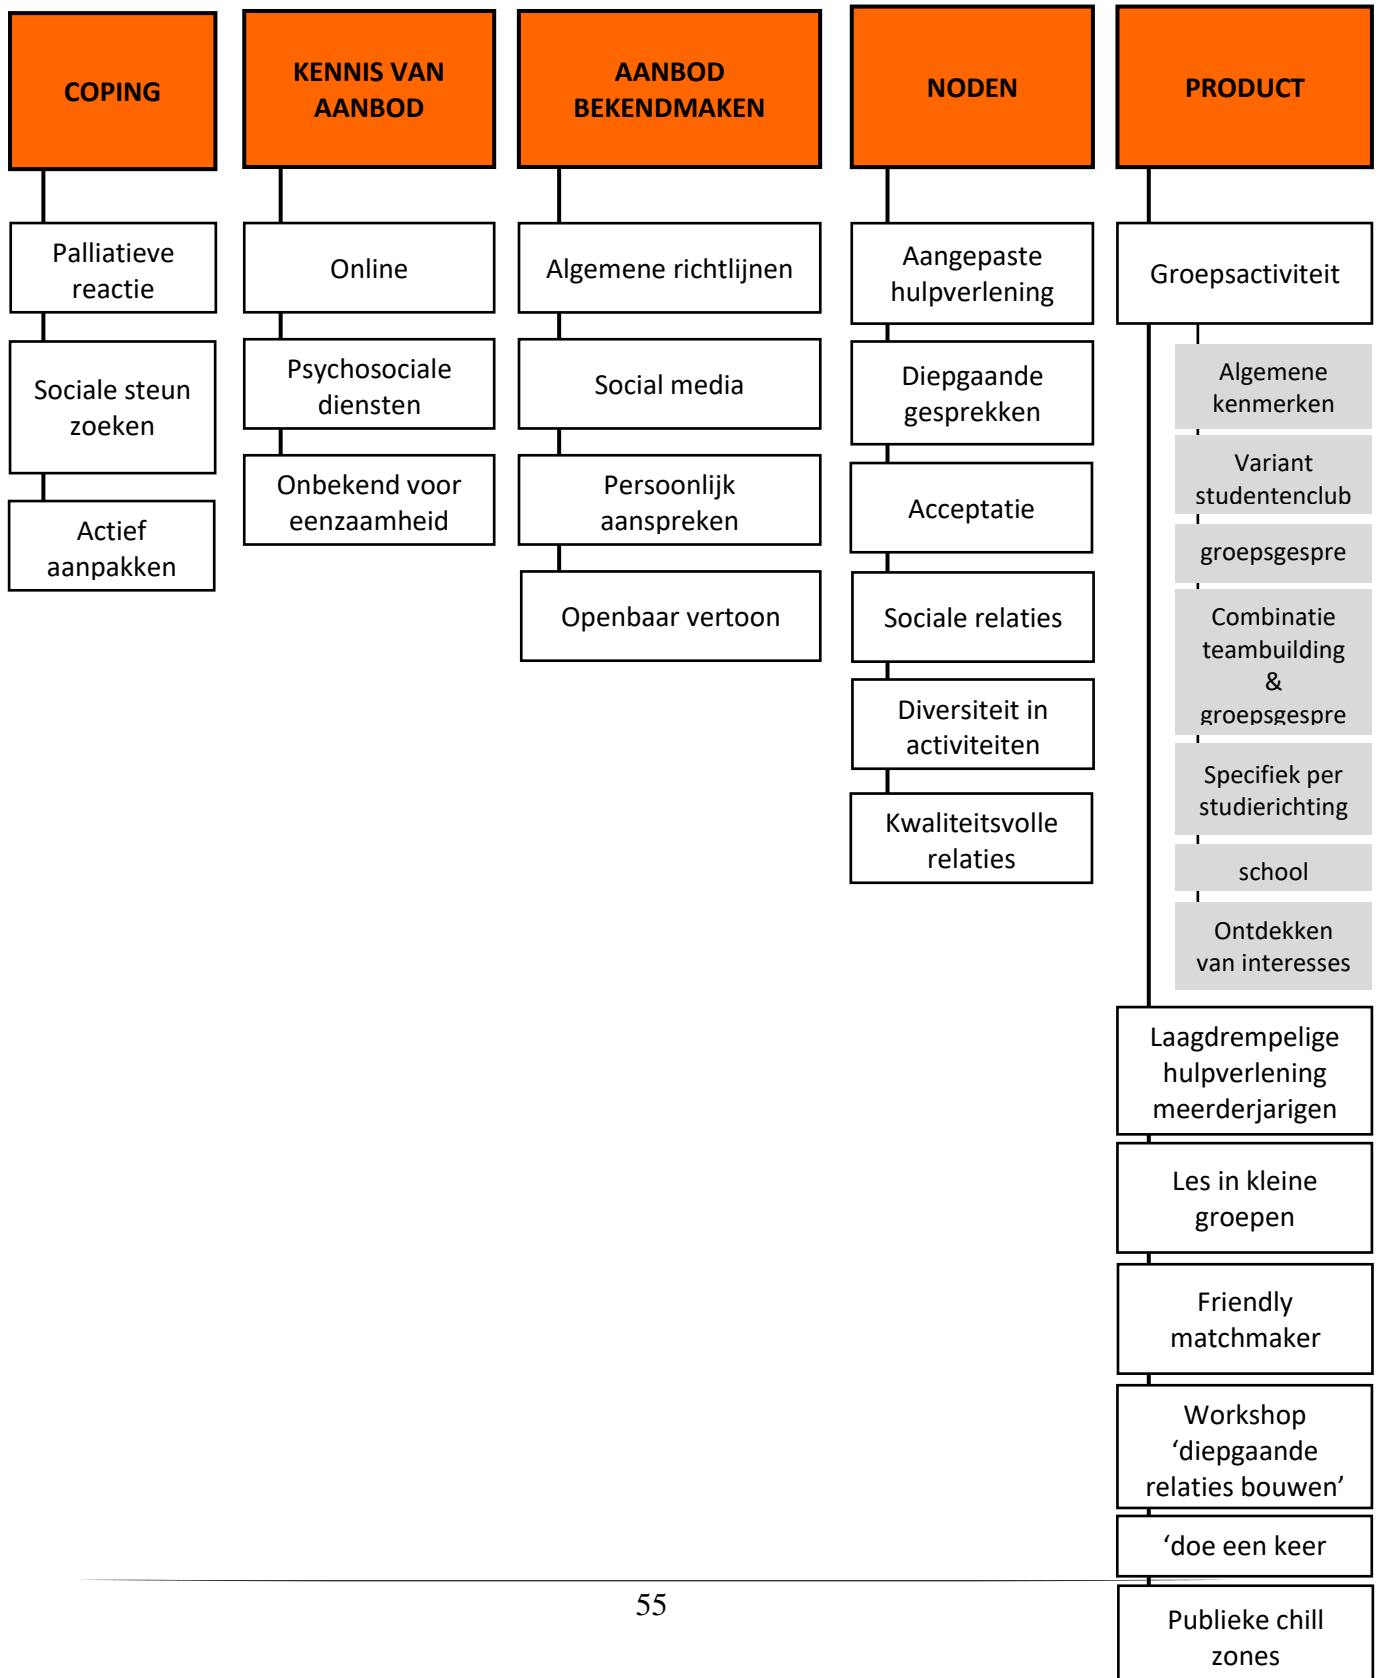 COPING
Palliatieve
reactie
Sociale steun
zoeken
Actief
aanpakken
KENNIS VAN
AANBOD
Online
Psychosociale
diensten
Onbekend voor
eenzaamheid
AANBOD
BEKENDMAKEN
Algemene richtlijnen
Social media
Persoonlijk
aanspreken
Openbaar vertoon
NODEN
Aangepaste
hulpverlening
Diepgaande
gesprekken
Acceptatie
Sociale relaties
Diversiteit in
activiteiten
Kwaliteitsvolle
relaties
PRODUCT
Groepsactiviteit
Algemene
kenmerken
Variant
studentenclub
groepsgespre
Combinatie
teambuilding
&
groepsgespre
Specifiek per
studierichting
school
Ontdekken
van interesses
Laagdrempelige
hulpverlening
meerderjarigen
Les in kleine
groepen
Friendly
matchmaker
Workshop
‘diepgaande
relaties bouwen’
‘doe een keer
Publieke chill
zones
55